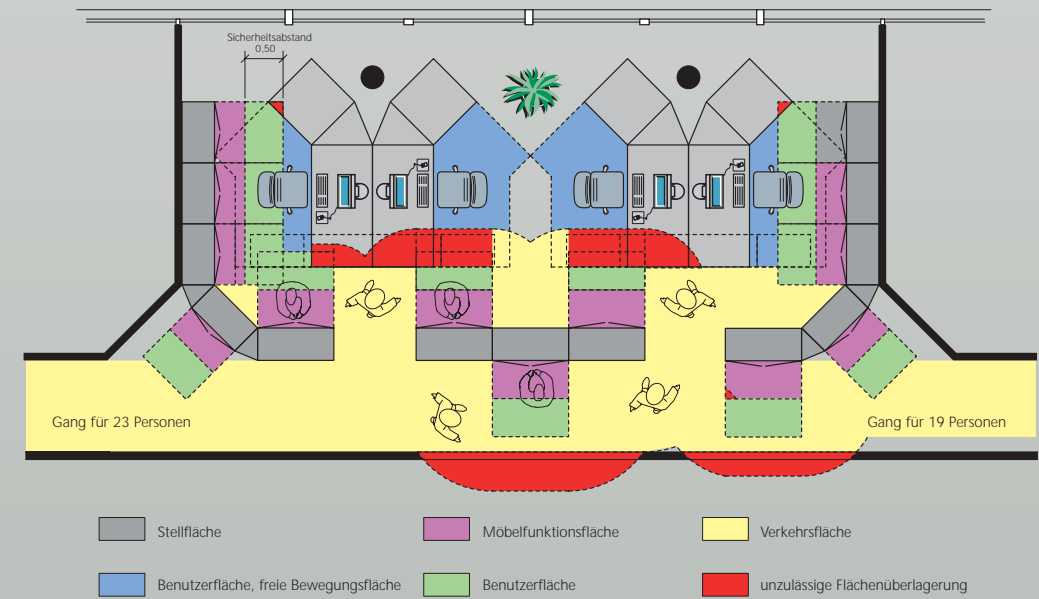 Sicherheitsabstand
0,50
Gang für 23 Personen
Gang für 19 Personen
Stellfläche
Möbelfunktionsfläche
Verkehrsfläche
Benutzerfläche, freie Bewegungsfläche
Benutzerfläche
unzulässige Flächenüberlagerung